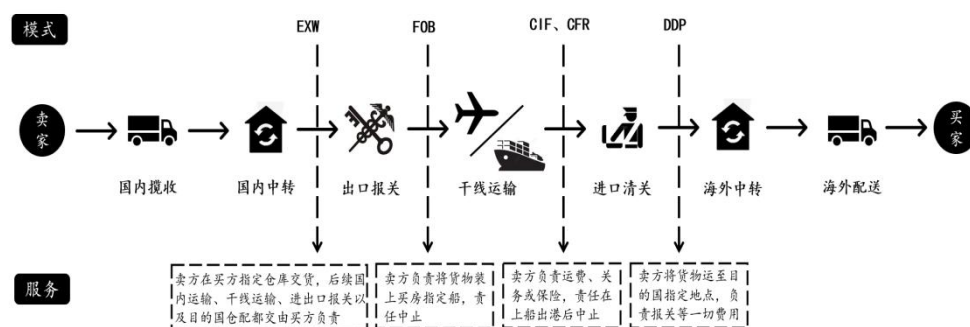 模式
EXW
FOB
CIF、CFR
DDP
卖家
国内揽收
国内中转
出口报关
干线运输
进口清关
海外中转
海外配送
买家
服务
卖方在买方指定仓库交货，后续国
内运输、干线运输、进出口报关以
及目的国仓配都交由买方负责
卖方负责将货物装
上买房指定船，责
任中止
卖方负责运费、关
务或保险，责任在
上船出港后中止
卖方将货物运至目
的国指定地点，负
责报关等一切费用